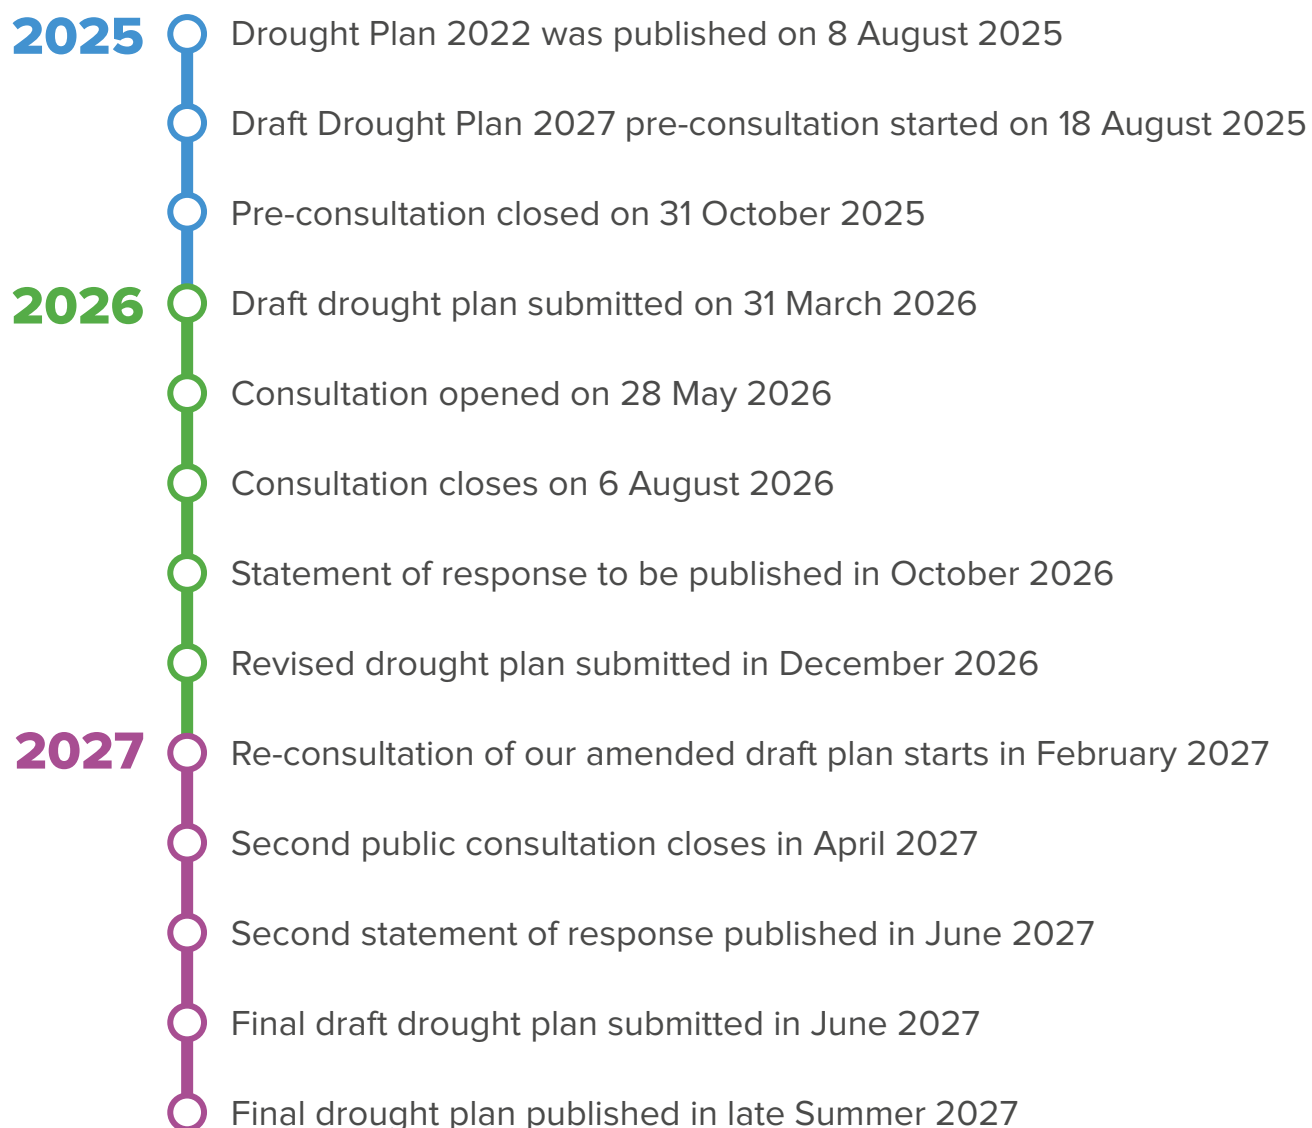 2025
Drought Plan 2022 was published on 8 August 2025
Draft Drought Plan 2027 pre-consultation started on 18 August 2025
Pre-consultation closed on 31 October 2025
2026
Draft drought plan submitted on 31 March 2026
Consultation opened on 28 May 2026
Consultation closes on 6 August 2026
Statement of response to be published in October 2026
Revised drought plan submitted in December 2026
2027
Re-consultation of our amended draft plan starts in February 2027
Second public consultation closes in April 2027
Second statement of response published in June 2027
Final draft drought plan submitted in June 2027
Final drought plan published in late Summer 2027